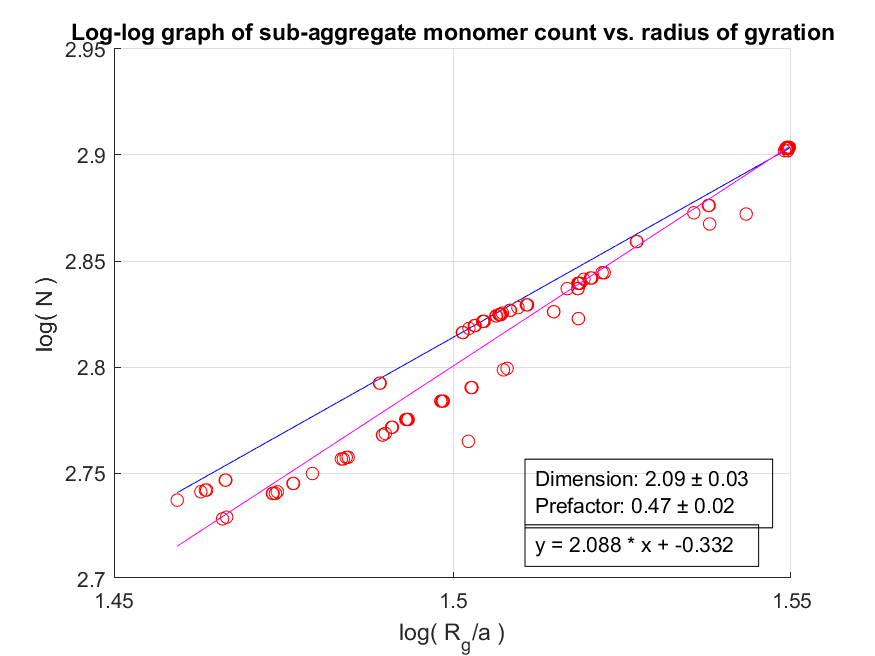 Log-log graph of sub-aggregate monomer count vs. radius of gyration
2.95
2.9
2.85
2.8
2.75
2.7
log( N )
Dimension: 2.09 ± 0.03
Prefactor: 0.47 ± 0.02
y = 2.088 * x + -0.332
1.45 1.5 1.55
log( R_g/a )